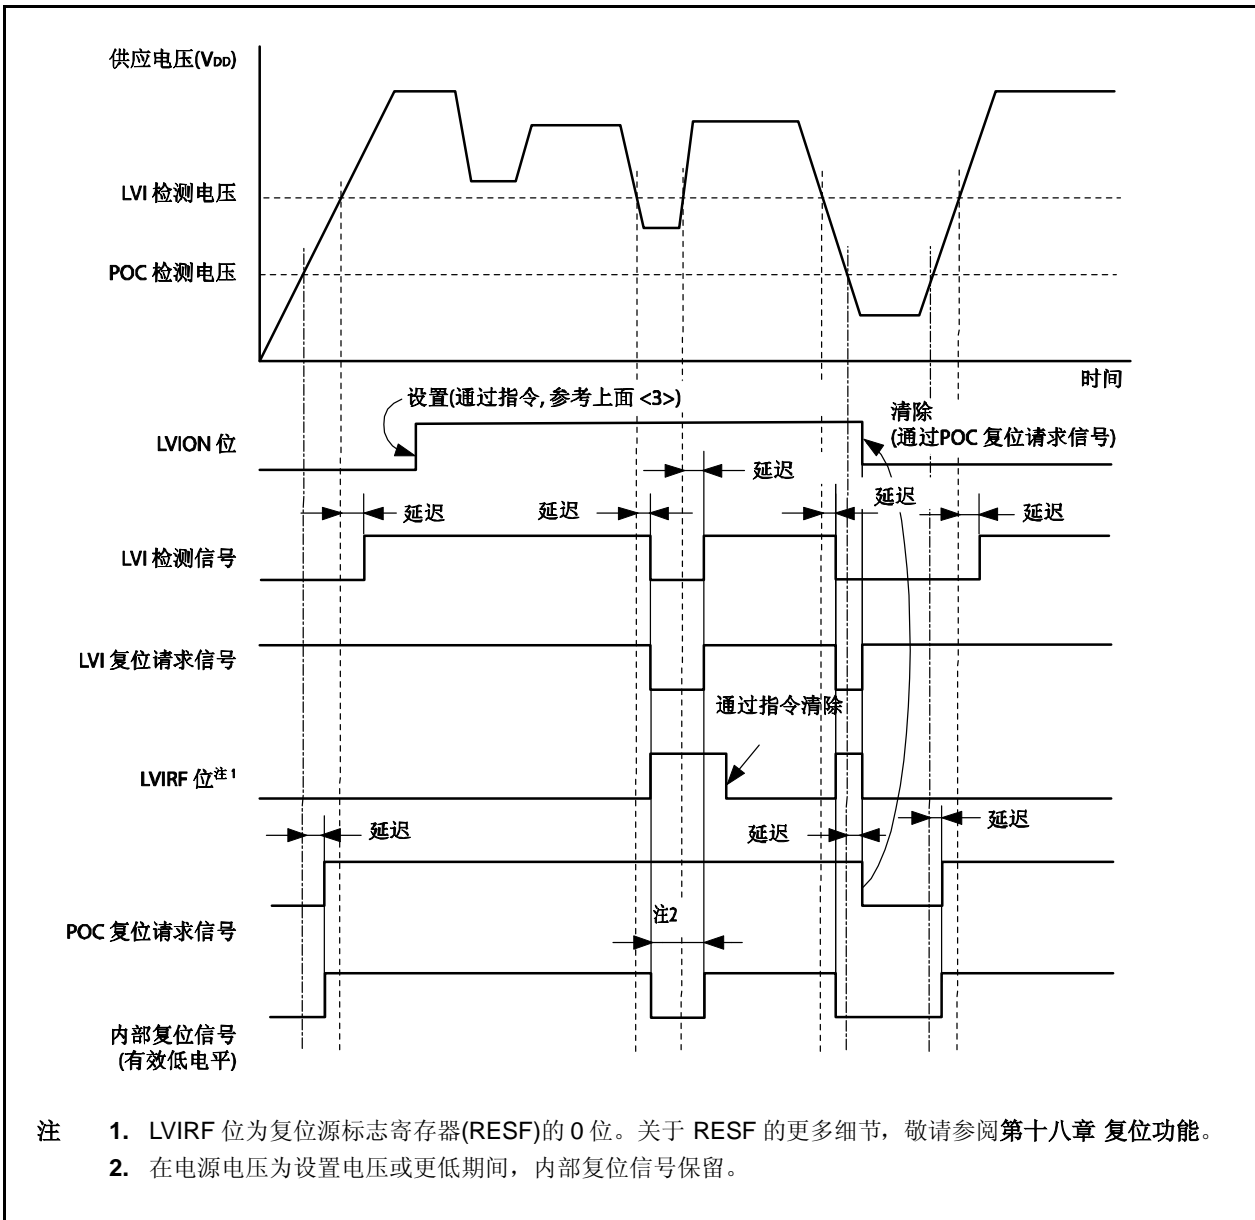 供应电压(VDD)
LVI 检测电压
POC 检测电压
时间
设置(通过指令, 参考上面 <3>)
清除
(通过POC 复位请求信号)
LVION 位
延迟
延迟
延迟
延迟
延迟
LVI 检测信号
LVI 复位请求信号
通过指令清除
LVIRF 位注 1
延迟
延迟
延迟
POC 复位请求信号
注2
内部复位信号
(有效低电平)
注 1. LVIRF 位为复位源标志寄存器(RESF)的 0 位。关于 RESF 的更多细节，敬请参阅第十八章 复位功能。
2. 在电源电压为设置电压或更低期间，内部复位信号保留。